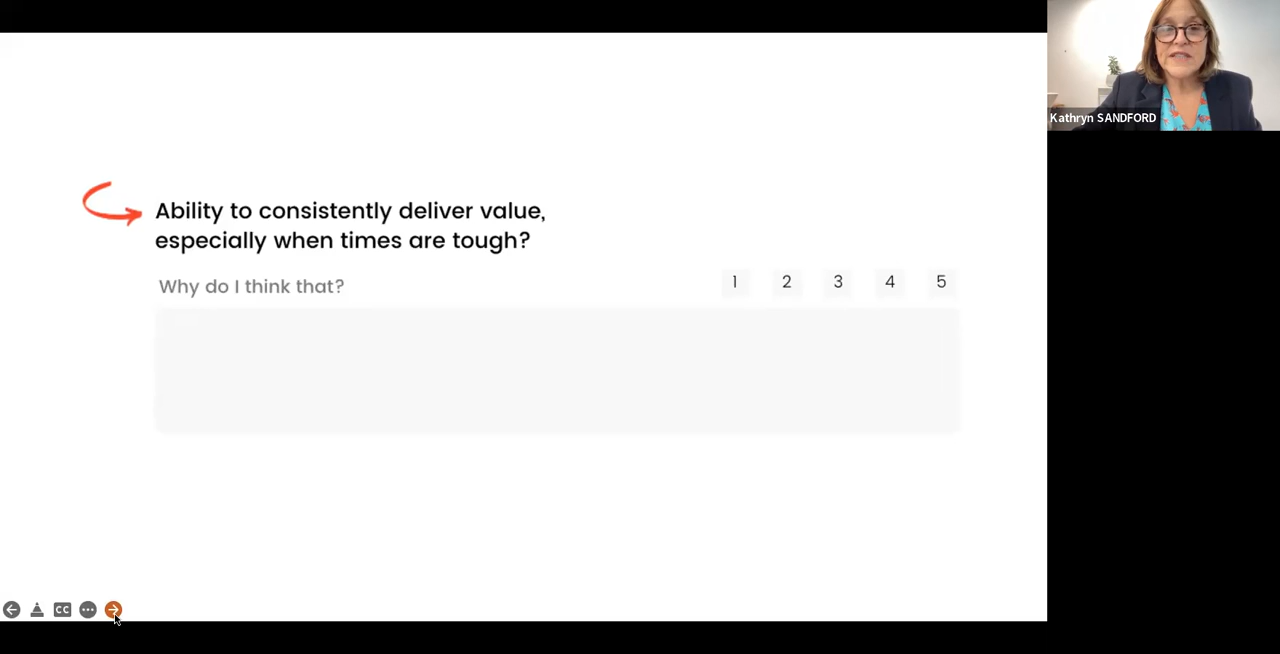 Ability to consistently deliver value,
especially when times are tough?
Why do I think that?
1 2 3 4 5
Kathryn SANDFORD
CC